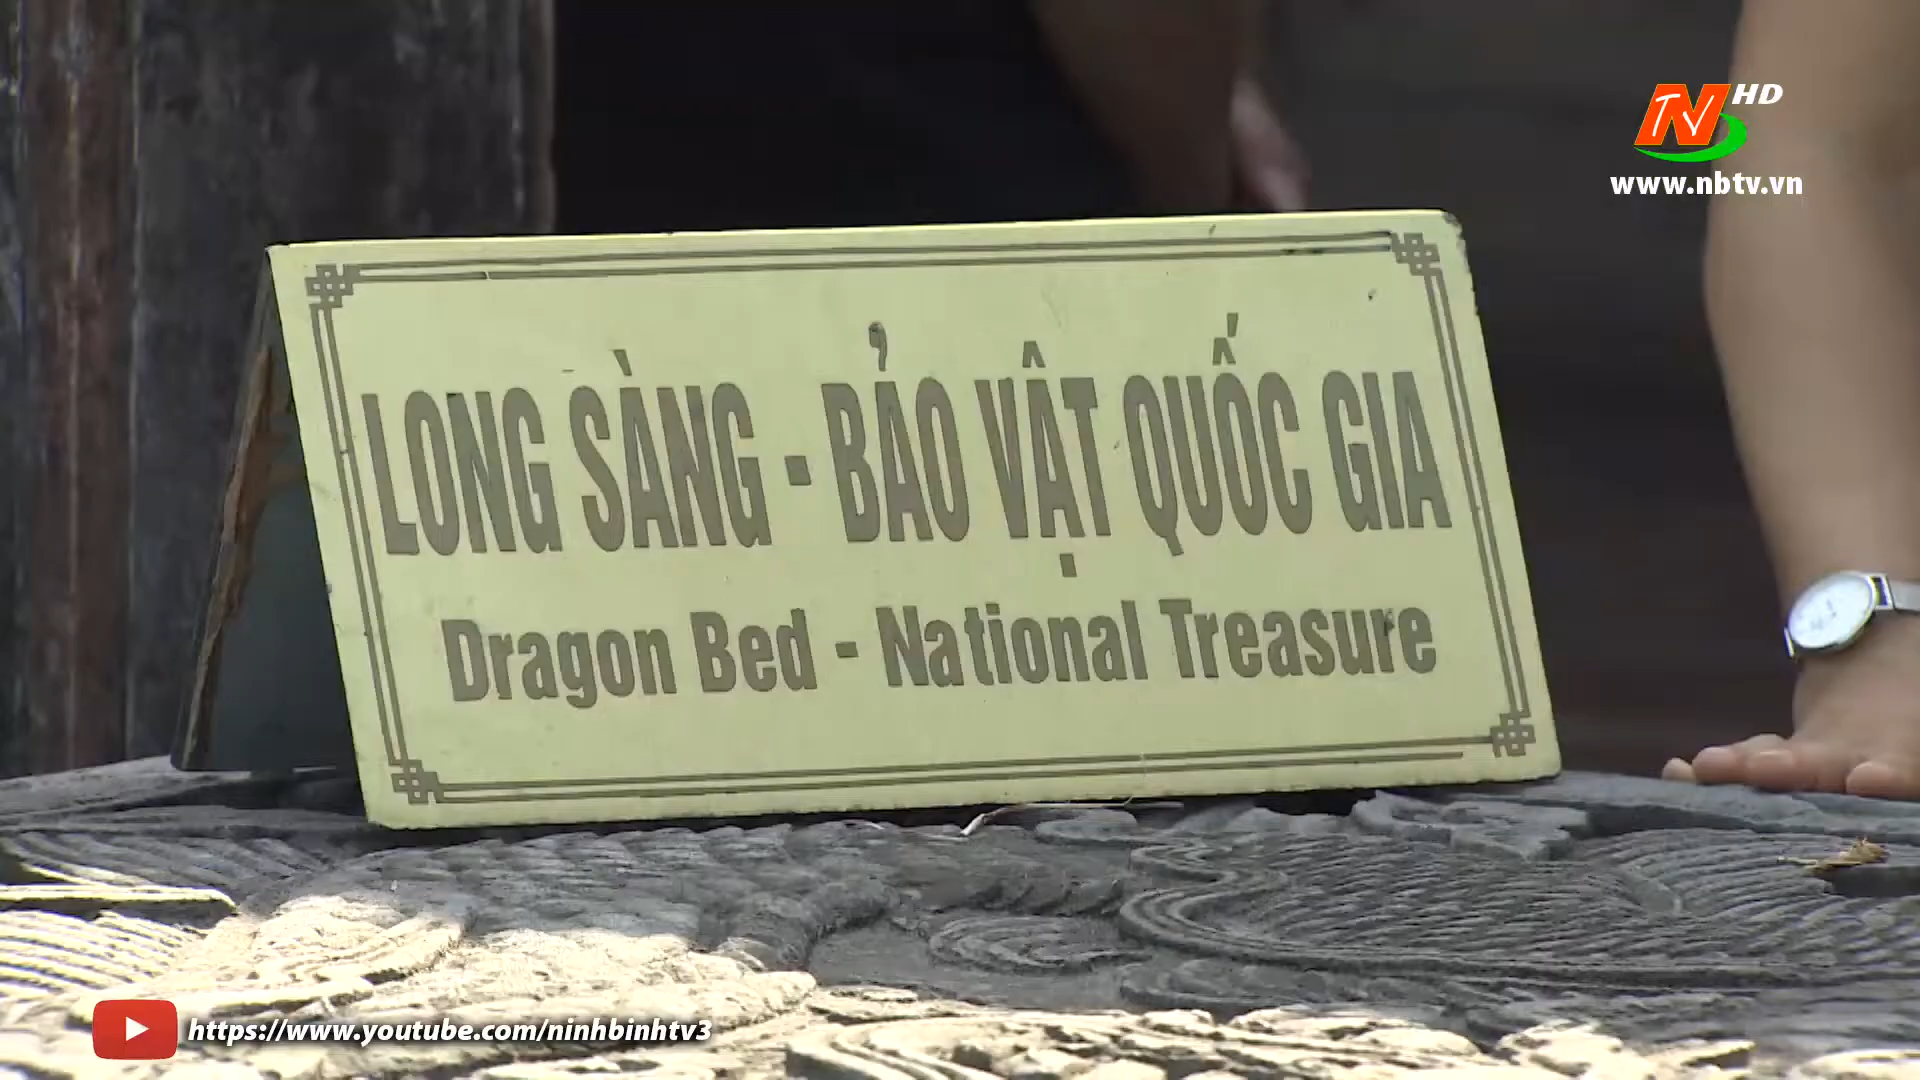 NTV HD
www.nbtv.vn
LONG SÀNG - BẢO VẬT QUỐC GIA
Dragon Bed - National Treasure
https://www.youtube.com/ninhbinhtv3